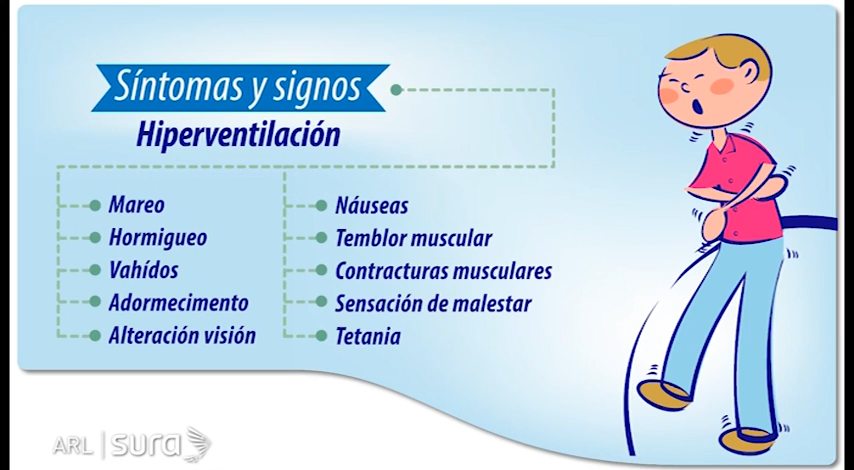 Síntomas y signos
Hiperventilación
Mareo
Hormigueo
Vahídos
Adormecimento
Alteración visión
Náuseas
Temblor muscular
Contracturas musculares
Sensación de malestar
Tetania
ARL | sura